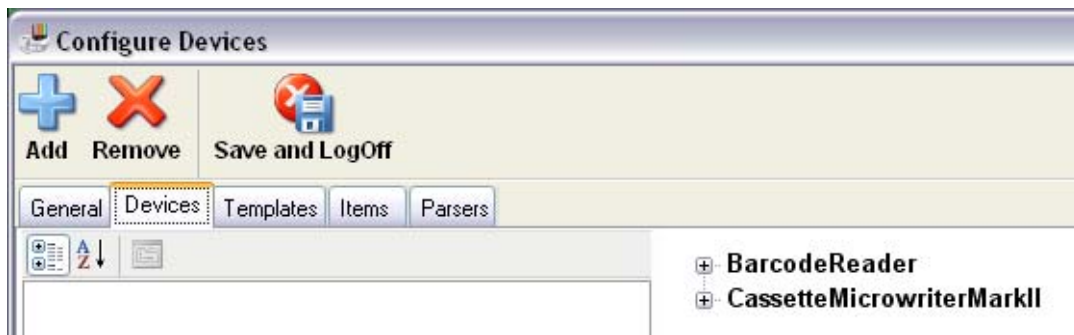 Configure Devices
Add Remove Save and LogOff
General Devices Templates Items Parsers
A
Z
BarcodeReader
CassetteMicrowriterMarkII